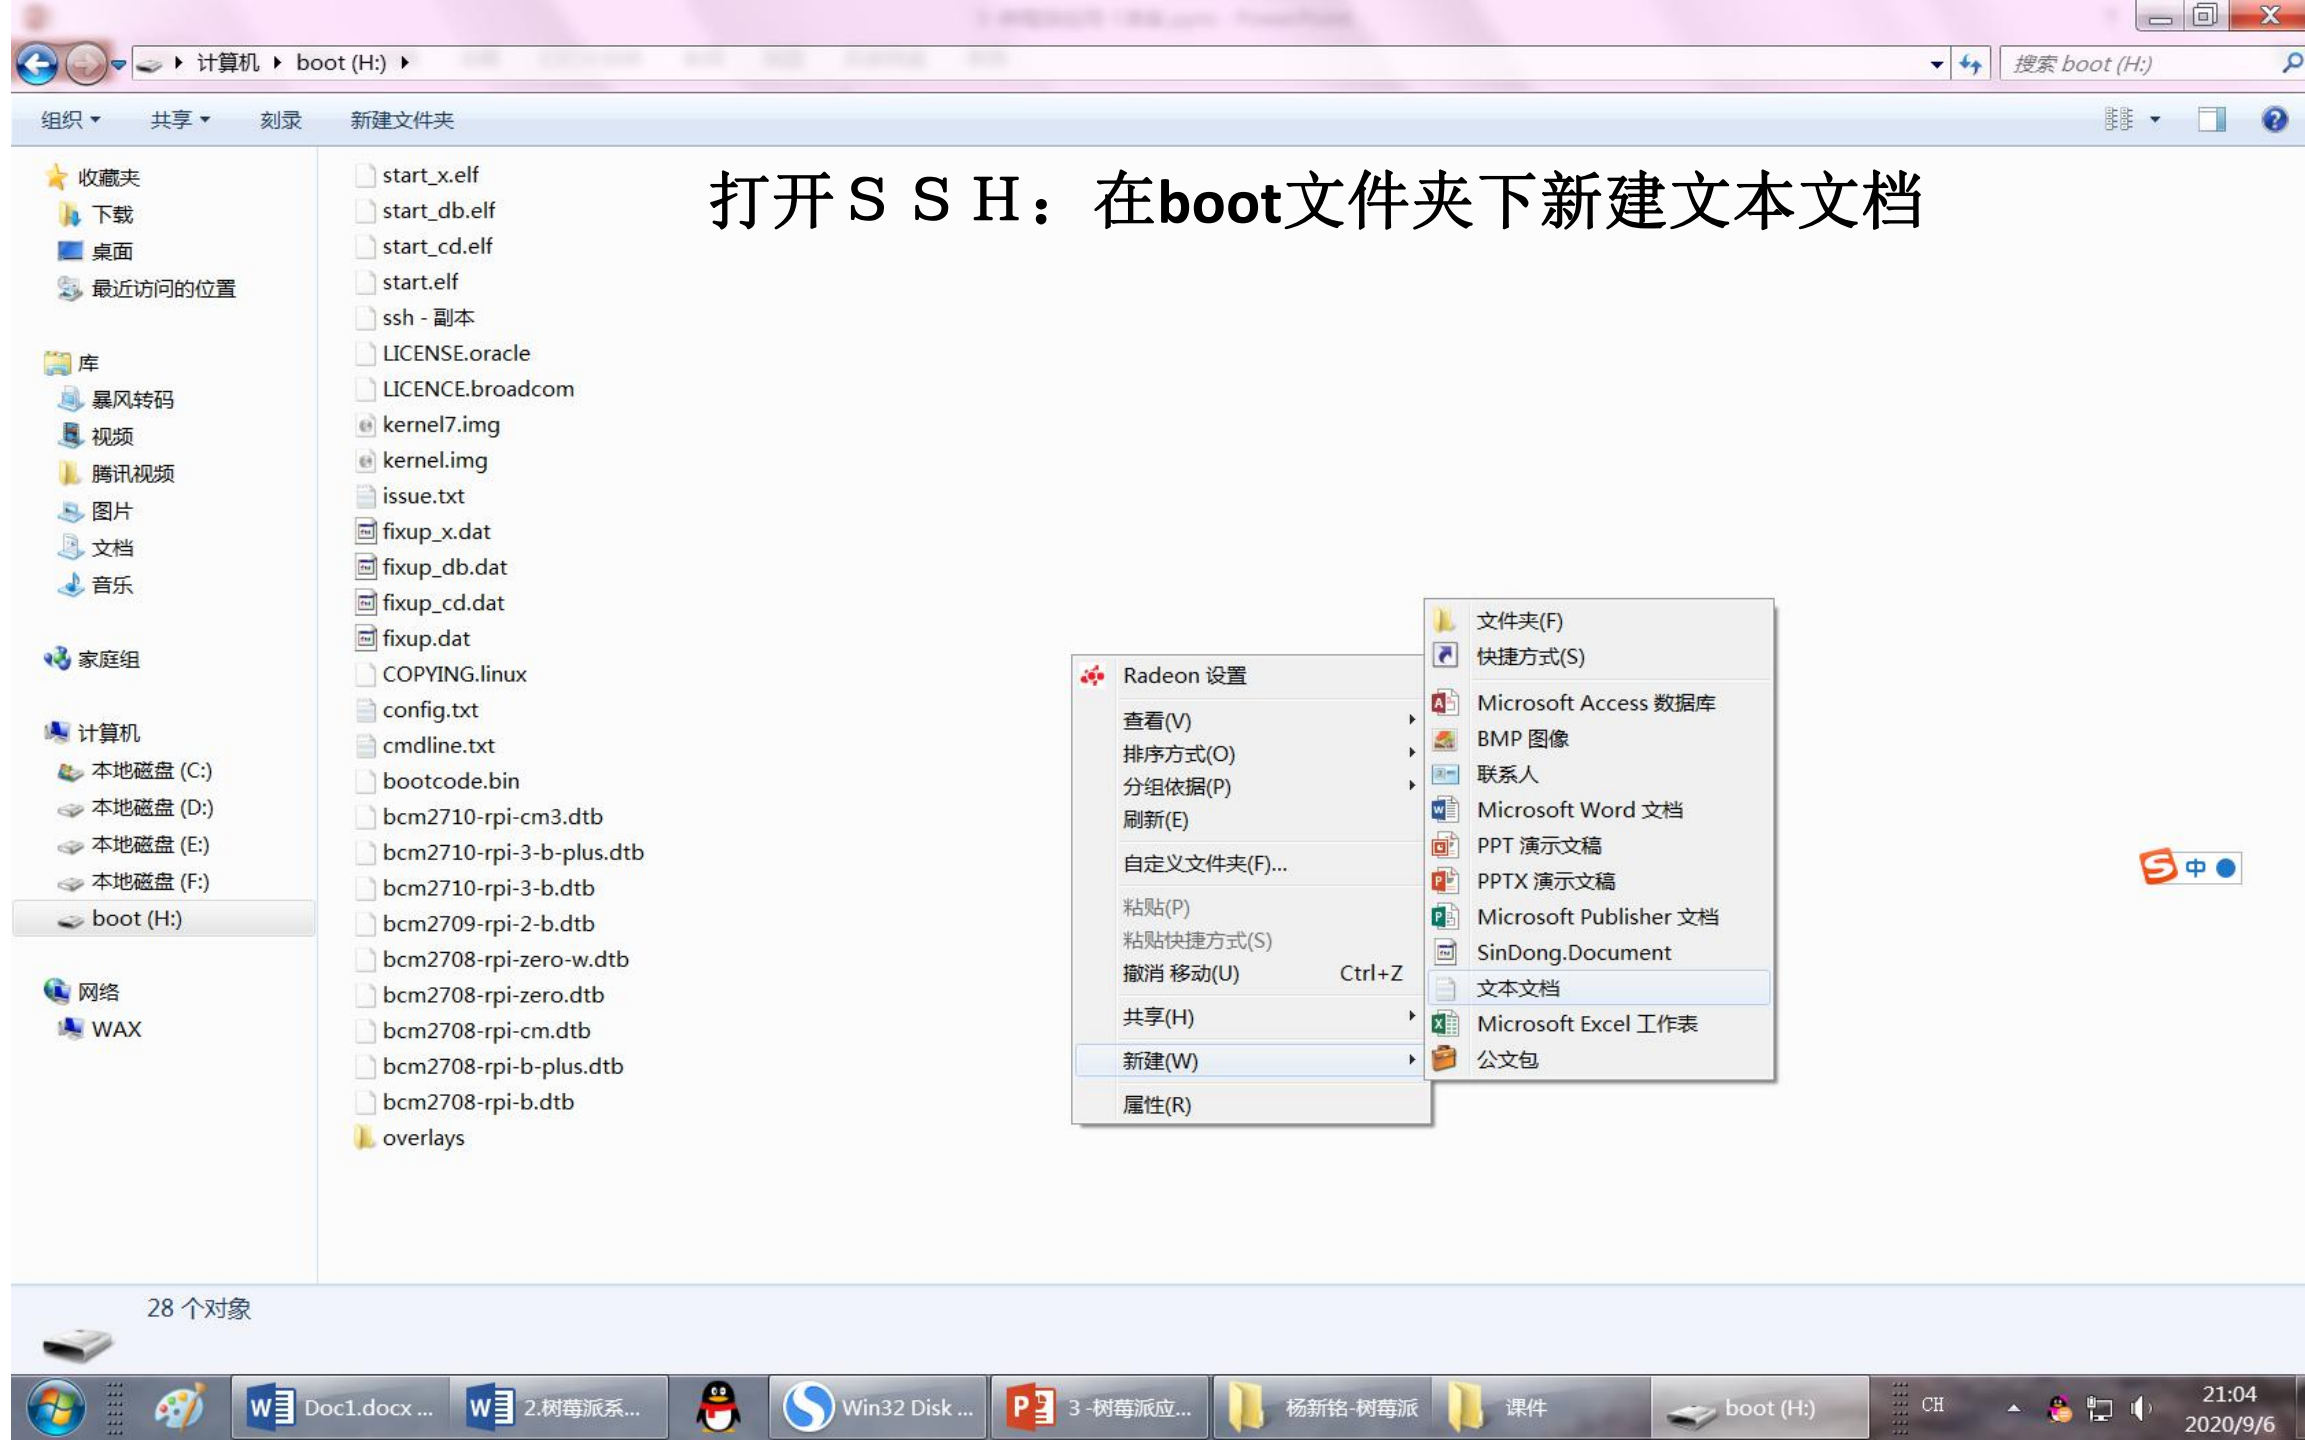 计算机 ▸ boot (H:) ▸
搜索 boot (H:)
组织
共享
刻录
新建文件夹
打开ＳＳＨ：在boot文件夹下新建文本文档
收藏夹
下载
桌面
最近访问的位置
库
暴风转码
视频
腾讯视频
图片
文档
音乐
家庭组
计算机
本地磁盘 (C:)
本地磁盘 (D:)
本地磁盘 (E:)
本地磁盘 (F:)
boot (H:)
网络
WAX
start_x.elf
start_db.elf
start_cd.elf
start.elf
ssh - 副本
LICENSE.oracle
LICENCE.broadcom
kernel7.img
kernel.img
issue.txt
fixup_x.dat
fixup_db.dat
fixup_cd.dat
fixup.dat
COPYING.linux
config.txt
cmdline.txt
bootcode.bin
bcm2710-rpi-cm3.dtb
bcm2710-rpi-3-b-plus.dtb
bcm2710-rpi-3-b.dtb
bcm2709-rpi-2-b.dtb
bcm2708-rpi-zero-w.dtb
bcm2708-rpi-zero.dtb
bcm2708-rpi-cm.dtb
bcm2708-rpi-b-plus.dtb
bcm2708-rpi-b.dtb
overlays
Radeon 设置
查看(V)
排序方式(O)
分组依据(P)
刷新(E)
自定义文件夹(F)...
粘贴(P)
粘贴快捷方式(S)
撤消 移动(U) Ctrl+Z
共享(H)
新建(W)
属性(R)
文件夹(F)
快捷方式(S)
Microsoft Access 数据库
BMP 图像
联系人
Microsoft Word 文档
PPT 演示文稿
PPTX 演示文稿
Microsoft Publisher 文档
SinDong.Document
文本文档
Microsoft Excel 工作表
公文包
中
28 个对象
Doc1.docx ...
2.树莓派系...
Win32 Disk ...
3 -树莓派应...
杨新铭-树莓派
课件
boot (H:)
CH
21:04
2020/9/6